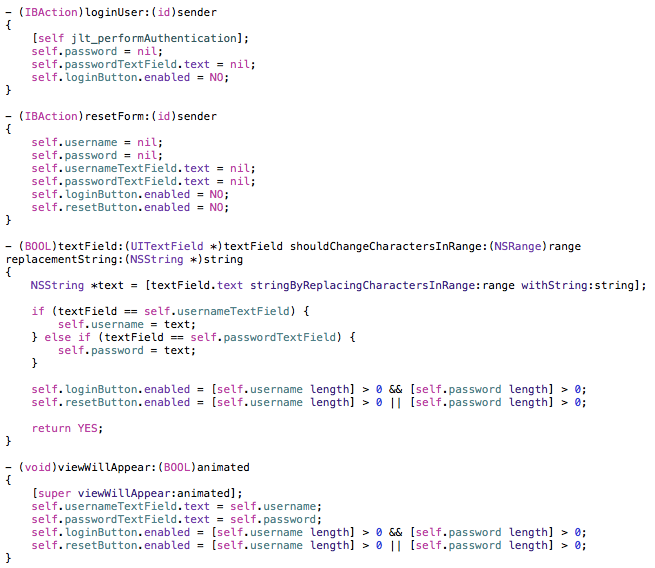 - (IBAction)loginUser:(id)sender
{
    [self jlt_performAuthentication];
    self.password = nil;
    self.passwordTextField.text = nil;
    self.loginButton.enabled = NO;
}

- (IBAction)resetForm:(id)sender
{
    self.username = nil;
    self.password = nil;
    self.usernameTextField.text = nil;
    self.passwordTextField.text = nil;
    self.loginButton.enabled = NO;
    self.resetButton.enabled = NO;
}

- (BOOL)textField:(UITextField *)textField shouldChangeCharactersInRange:(NSRange)range
replacementString:(NSString *)string
{
    NSString *text = [textField.text stringByReplacingCharactersInRange:range withString:string];

    if (textField == self.usernameTextField) {
        self.username = text;
    } else if (textField == self.passwordTextField) {
        self.password = text;
    }

    self.loginButton.enabled = [self.username length] > 0 && [self.password length] > 0;
    self.resetButton.enabled = [self.username length] > 0 || [self.password length] > 0;

    return YES;
}

- (void)viewWillAppear:(BOOL)animated
{
    [super viewWillAppear:animated];
    self.usernameTextField.text = self.username;
    self.passwordTextField.text = self.password;
    self.loginButton.enabled = [self.username length] > 0 && [self.password length] > 0;
    self.resetButton.enabled = [self.username length] > 0 || [self.password length] > 0;
}